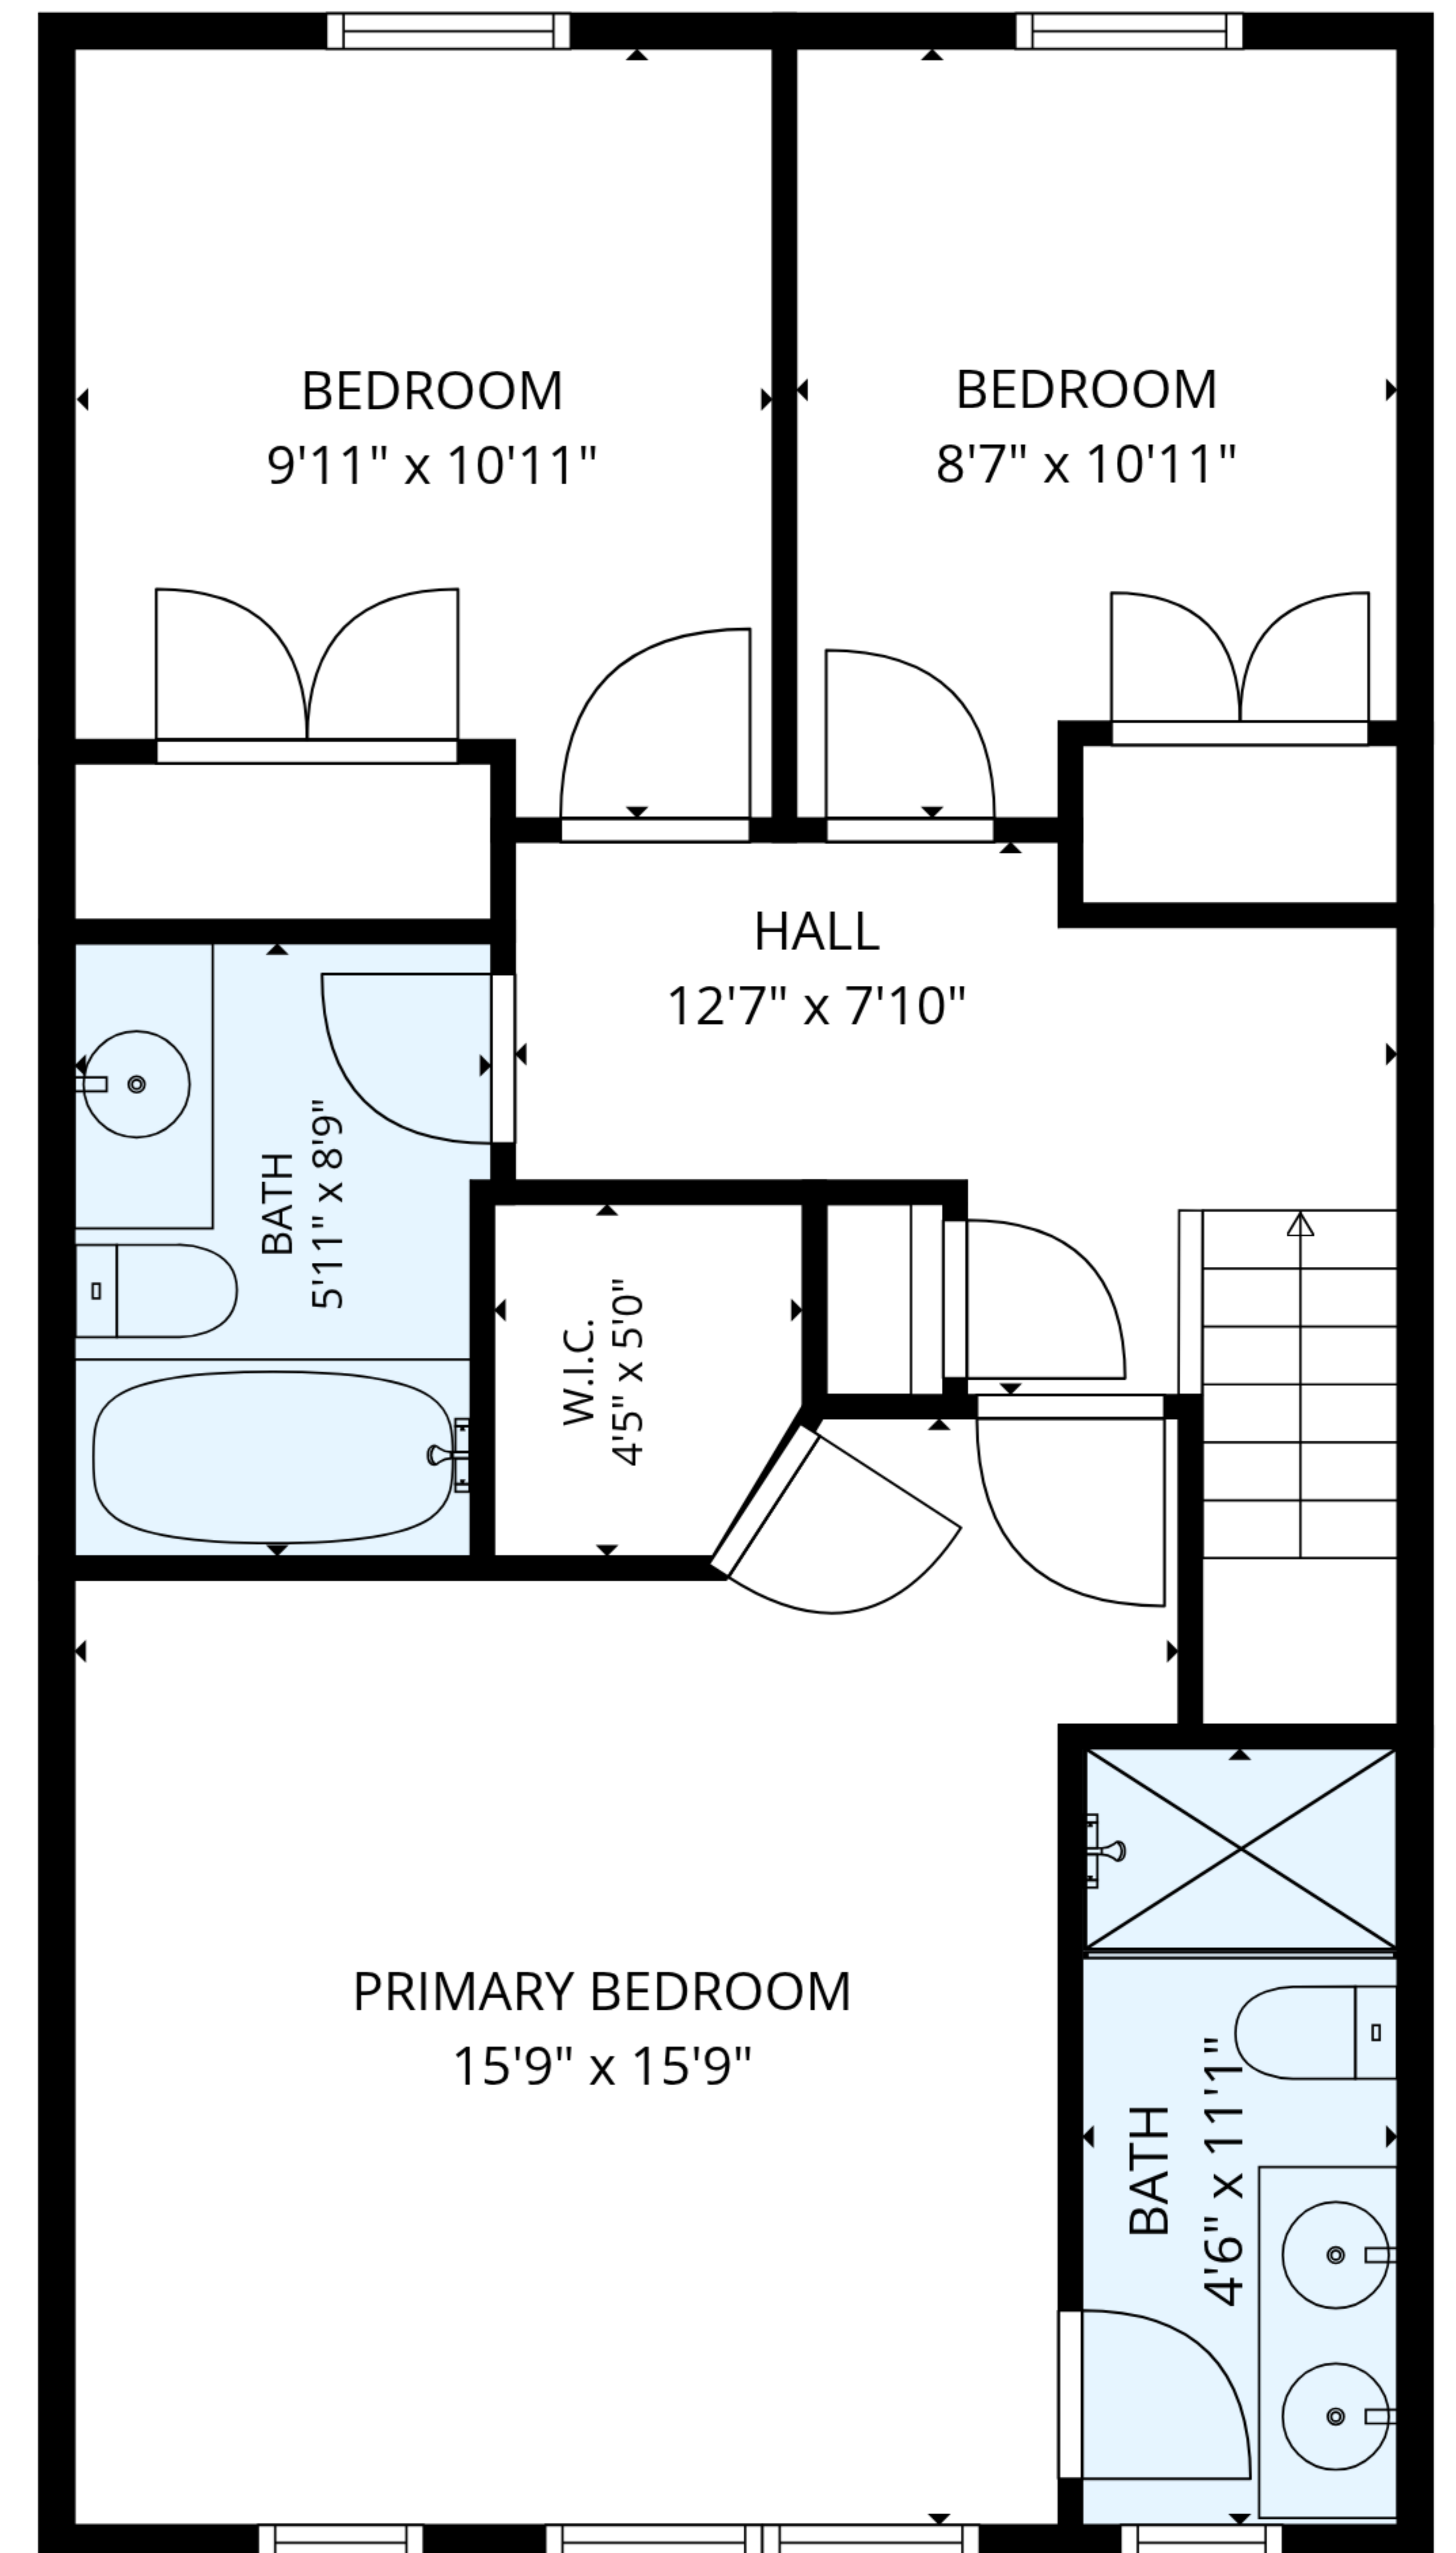 BEDROOM
9'11" x 10'11"
BEDROOM
8'7" x 10'11"
HALL
12'7" x 7'10"
BATH
5'11" x 8'9"
W.I.C.
4'5" x 5'0"
PRIMARY BEDROOM
15'9" x 15'9"
BATH
4'6" x 11'1"